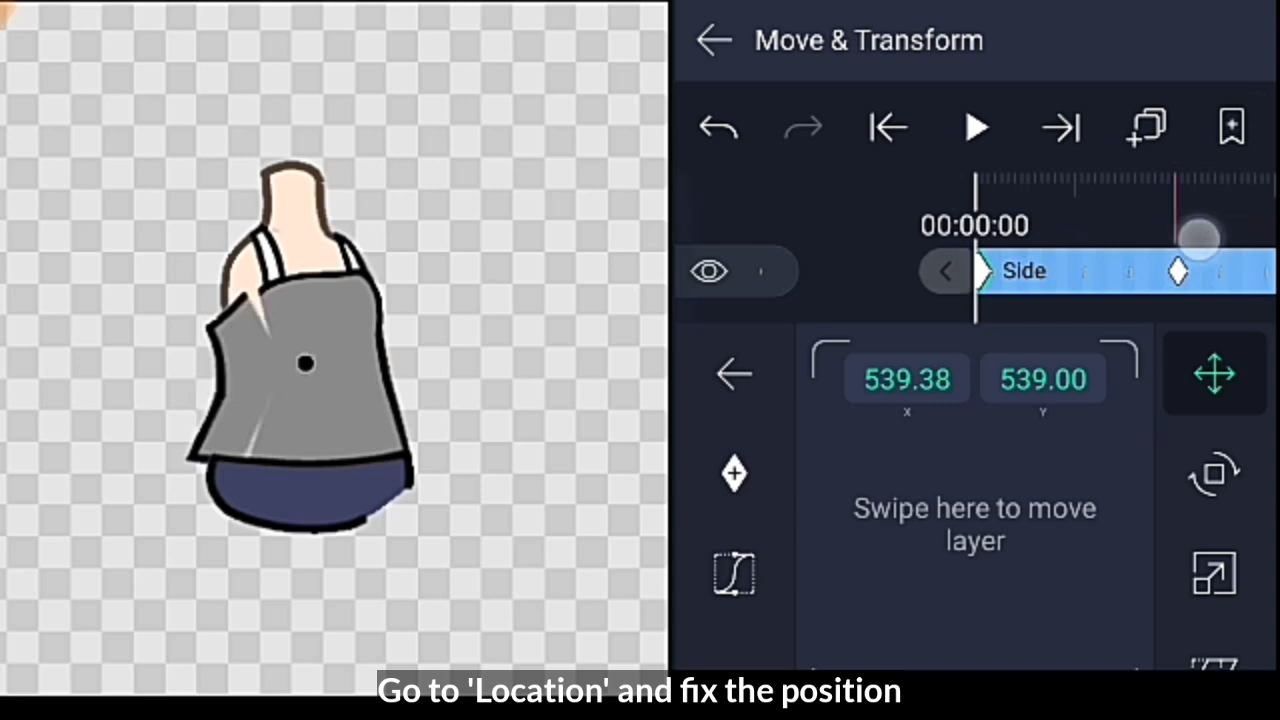 Move & Transform
00:00:00
Side
539.38 539.00
X Y
Swipe here to move
layer
Go to 'Location' and fix the position